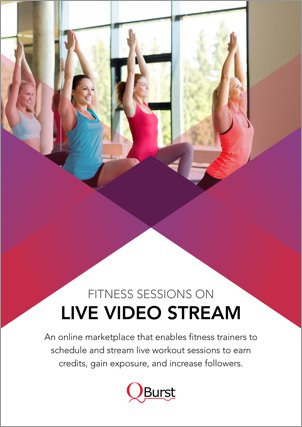 FITNESS SESSIONS ON
LIVE VIDEO STREAM
An online marketplace that enables fitness trainers to
schedule and stream live workout sessions to earn
credits, gain exposure, and increase followers.
QBurst